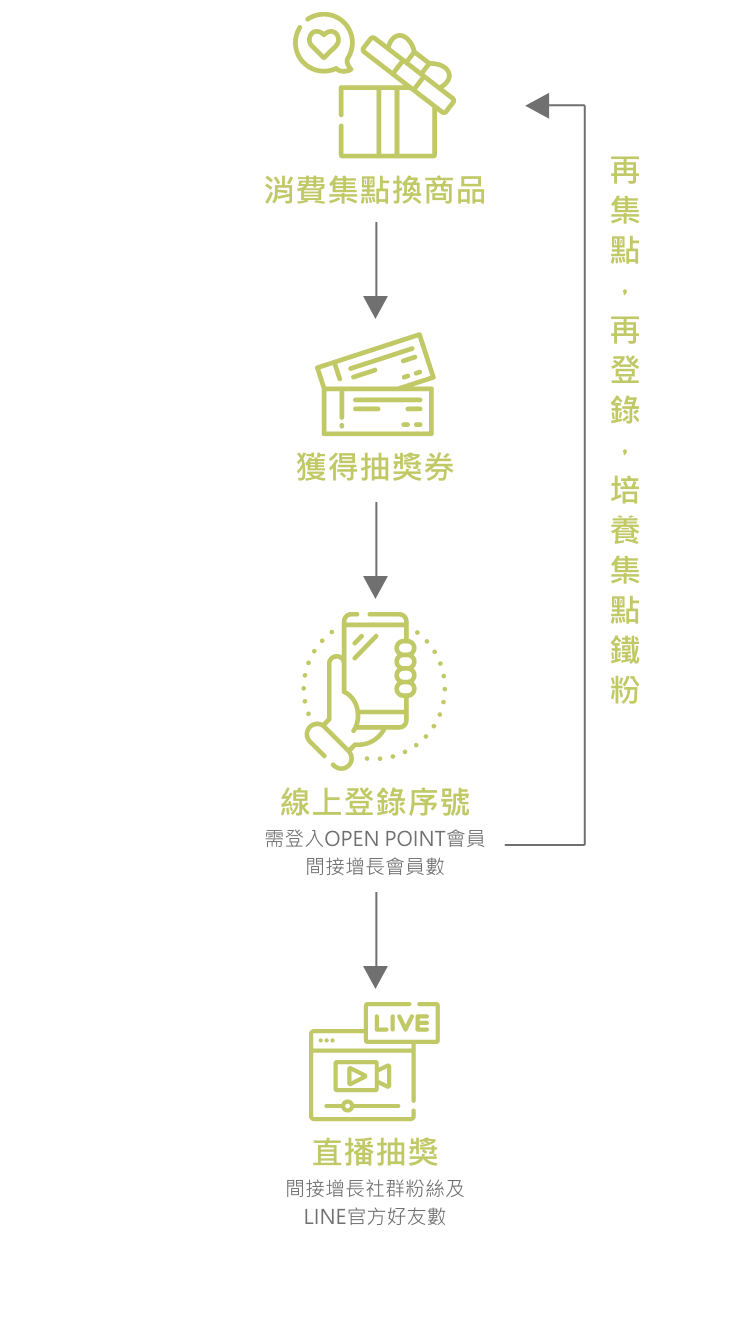 消費集點換商品
獲得抽獎券
線上登錄序號
需登入OPEN POINT會員
間接增長會員數
再集點，再登錄，培養集點鐵粉
LIVE
直播抽獎
間接增長社群粉絲及
LINE官方好友數